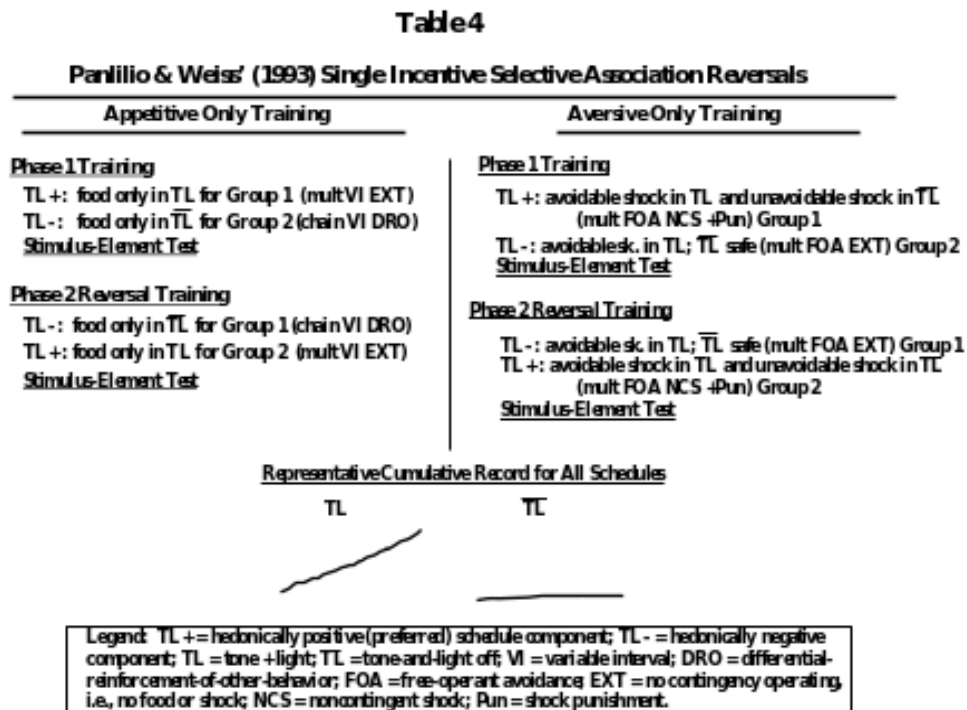 Table 4
Panlilio & Weiss' (1993) Single Incentive Selective Association Reversals
Appetitive Only Training
Phase 1 Training
TL +: food only in TL for Group 1 (mult VI EXT)
TL -: food only in T̅L̅ for Group 2 (chain VI DRO)
Stimulus-Element Test
Phase 2 Reversal Training
TL -: food only in T̅L̅ for Group 1 (chain VI DRO)
TL +: food only in TL for Group 2 (mult VI EXT)
Stimulus-Element Test
Aversive Only Training
Phase 1 Training
TL +: avoidable shock in TL and unavoidable shock in T̅L̅
(mult FOA NCS +Pun) Group 1
TL -: avoidable sk. in TL; T̅L̅ safe (mult FOA EXT) Group 2
Stimulus-Element Test
Phase 2 Reversal Training
TL -: avoidable sk. in TL; T̅L̅ safe (mult FOA EXT) Group 1
TL +: avoidable shock in TL and unavoidable shock in T̅L̅
(mult FOA NCS +Pun) Group 2
Stimulus-Element Test
Representative Cumulative Record for All Schedules
TL T̅L̅
Legend: TL + = hedonically positive (preferred) schedule component; TL - = hedonically negative
component; TL = tone + light; T̅L̅ = tone-and-light off; VI = variable interval; DRO = differential-
reinforcement-of-other-behavior; FOA = free-operant avoidance; EXT = no contingency operating,
i.e., no food or shock; NCS = noncontingent shock; Pun = shock punishment.